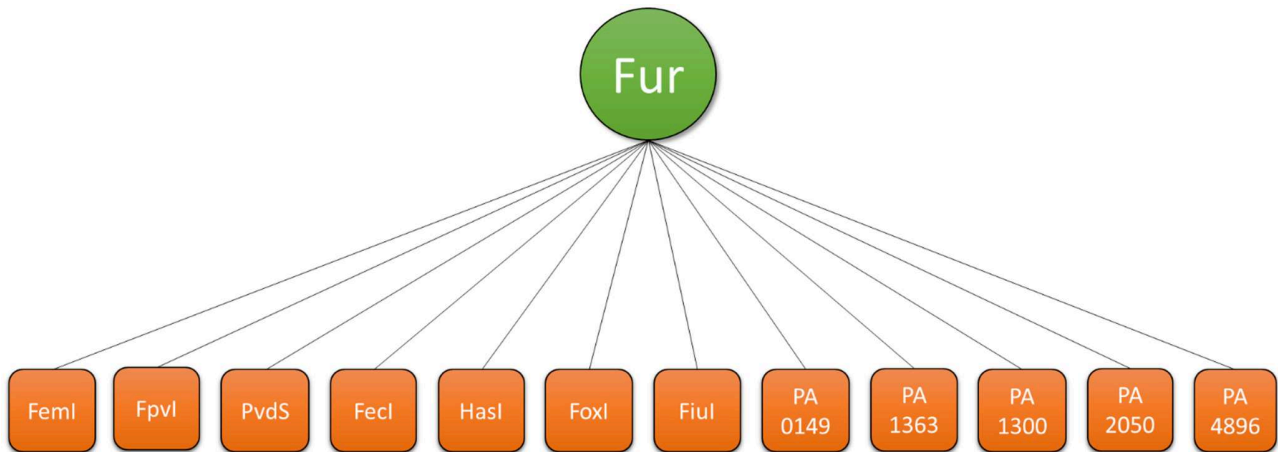 Fur
FemI
FpvI
PvdS
FecI
HasI
FoxI
FiuI
PA
0149
PA
1363
PA
1300
PA
2050
PA
4896